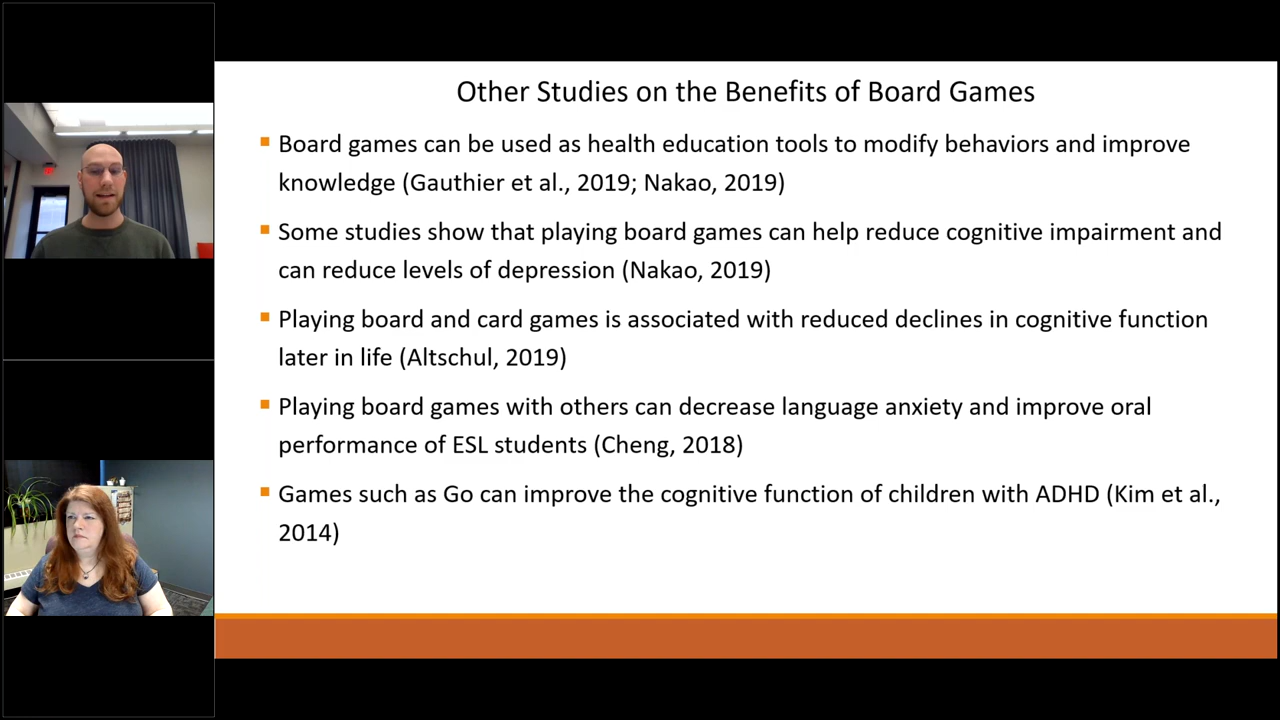 Other Studies on the Benefits of Board Games
Board games can be used as health education tools to modify behaviors and improve
knowledge (Gauthier et al., 2019; Nakao, 2019)
Some studies show that playing board games can help reduce cognitive impairment and
can reduce levels of depression (Nakao, 2019)
Playing board and card games is associated with reduced declines in cognitive function
later in life (Altschul, 2019)
Playing board games with others can decrease language anxiety and improve oral
performance of ESL students (Cheng, 2018)
Games such as Go can improve the cognitive function of children with ADHD (Kim et al.,
2014)